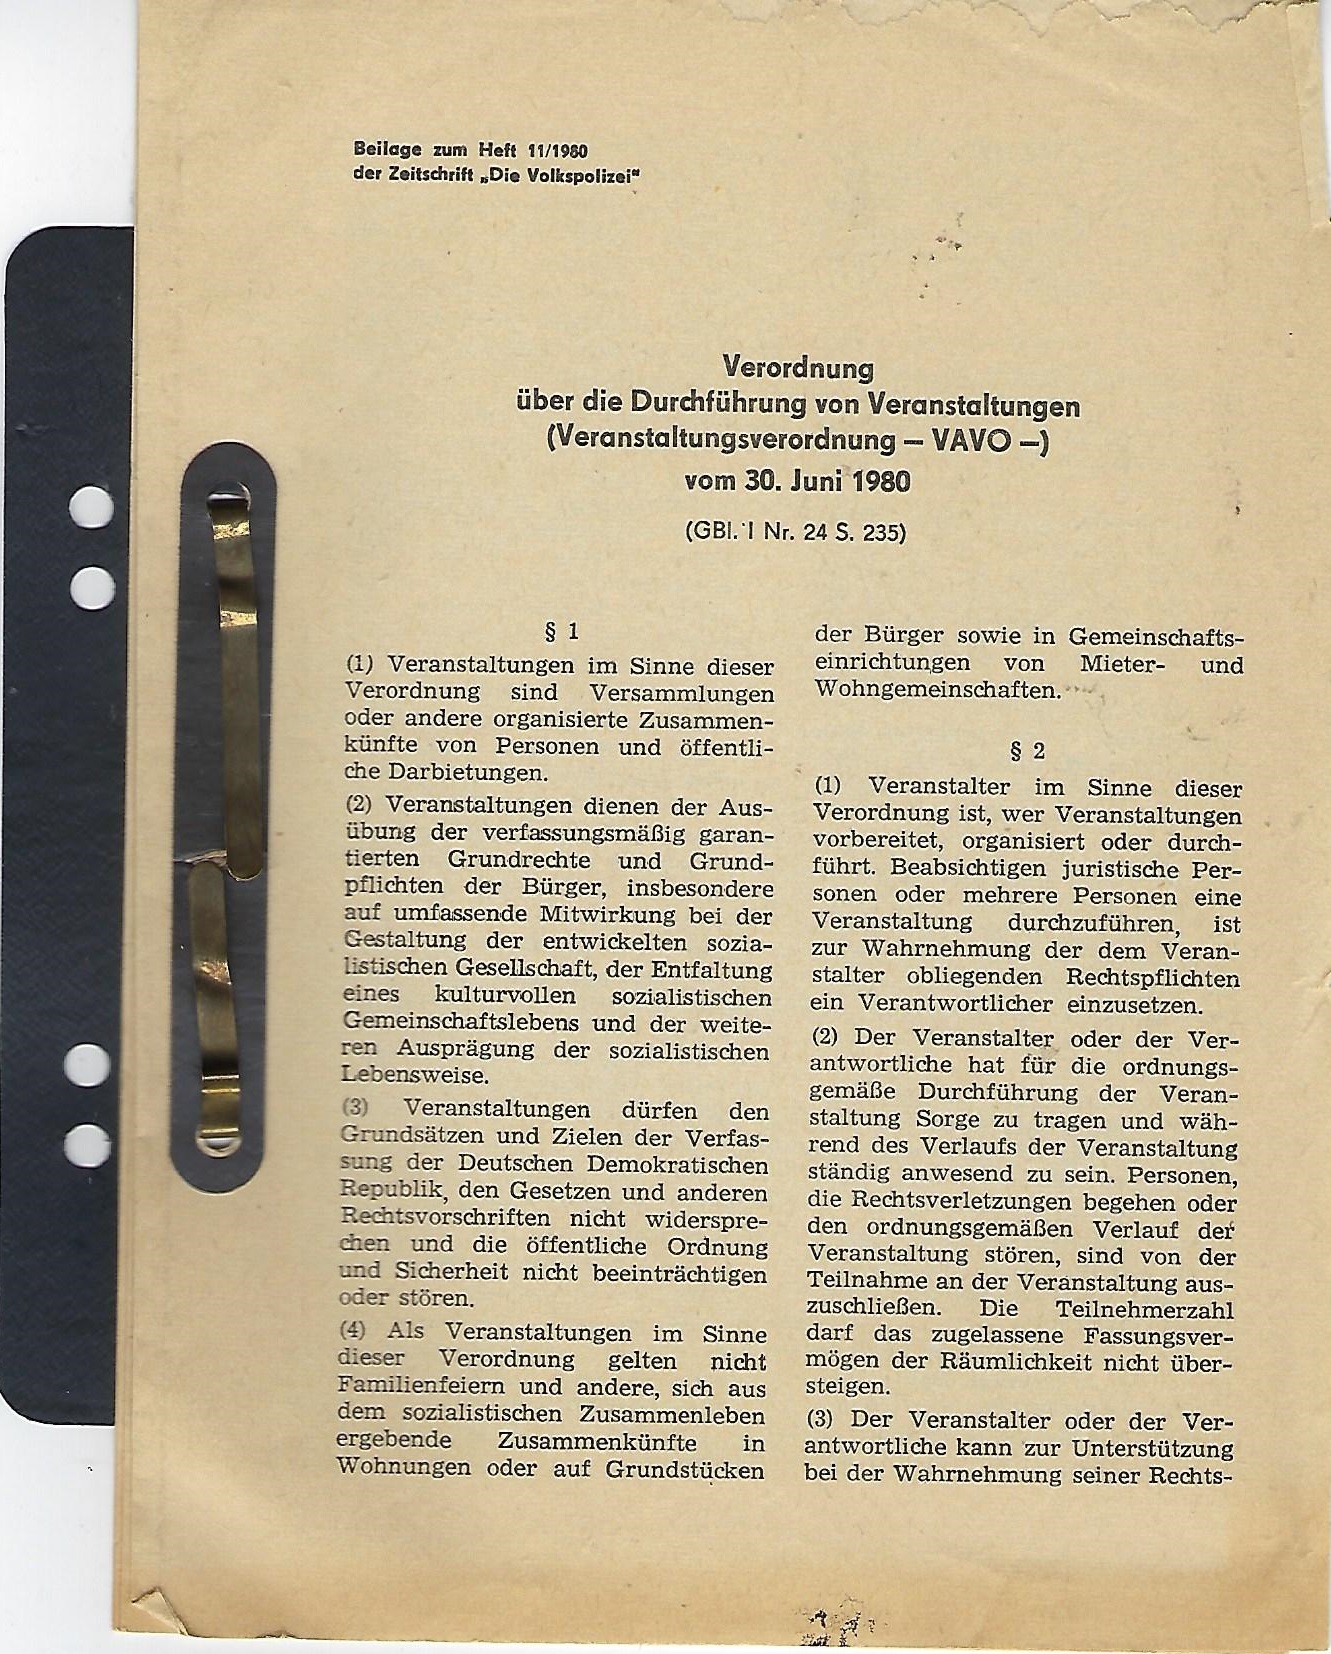 Beilage zum Heft 11/1980
der Zeitschrift „Die Volkspolizei“
Verordnung
über die Durchführung von Veranstaltungen
(Veranstaltungsverordnung — VAVO —)
vom 30. Juni 1980
(GBl. I Nr. 24 S. 235)
§ 1
(1) Veranstaltungen im Sinne dieser
Verordnung sind Versammlungen
oder andere organisierte Zusammen-
künfte von Personen und öffentli-
che Darbietungen.
(2) Veranstaltungen dienen der Aus-
übung der verfassungsmäßig garan-
tierten Grundrechte und Grund-
pflichten der Bürger, insbesondere
auf umfassende Mitwirkung bei der
Gestaltung der entwickelten sozia-
listischen Gesellschaft, der Entfaltung
eines kulturvollen sozialistischen
Gemeinschaftslebens und der weite-
ren Ausprägung der sozialistischen
Lebensweise.
(3) Veranstaltungen dürfen den
Grundsätzen und Zielen der Verfas-
sung der Deutschen Demokratischen
Republik, den Gesetzen und anderen
Rechtsvorschriften nicht widerspre-
chen und die öffentliche Ordnung
und Sicherheit nicht beeinträchtigen
oder stören.
(4) Als Veranstaltungen im Sinne
dieser Verordnung gelten nicht
Familienfeiern und andere, sich aus
dem sozialistischen Zusammenleben
ergebende Zusammenkünfte in
Wohnungen oder auf Grundstücken
der Bürger sowie in Gemeinschafts-
einrichtungen von Mieter- und
Wohngemeinschaften.
§ 2
(1) Veranstalter im Sinne dieser
Verordnung ist, wer Veranstaltungen
vorbereitet, organisiert oder durch-
führt. Beabsichtigen juristische Per-
sonen oder mehrere Personen eine
Veranstaltung durchzuführen, ist
zur Wahrnehmung der dem Veran-
stalter obliegenden Rechtspflichten
ein Verantwortlicher einzusetzen.
(2) Der Veranstalter oder der Ver-
antwortliche hat für die ordnungs-
gemäße Durchführung der Veran-
staltung Sorge zu tragen und wäh-
rend des Verlaufs der Veranstaltung
ständig anwesend zu sein. Personen,
die Rechtsverletzungen begehen oder
den ordnungsgemäßen Verlauf der
Veranstaltung stören, sind von der
Teilnahme an der Veranstaltung aus-
zuschließen. Die Teilnehmerzahl
darf das zugelassene Fassungsver-
mögen der Räumlichkeit nicht über-
steigen.
(3) Der Veranstalter oder der Ver-
antwortliche kann zur Unterstützung
bei der Wahrnehmung seiner Rechts-